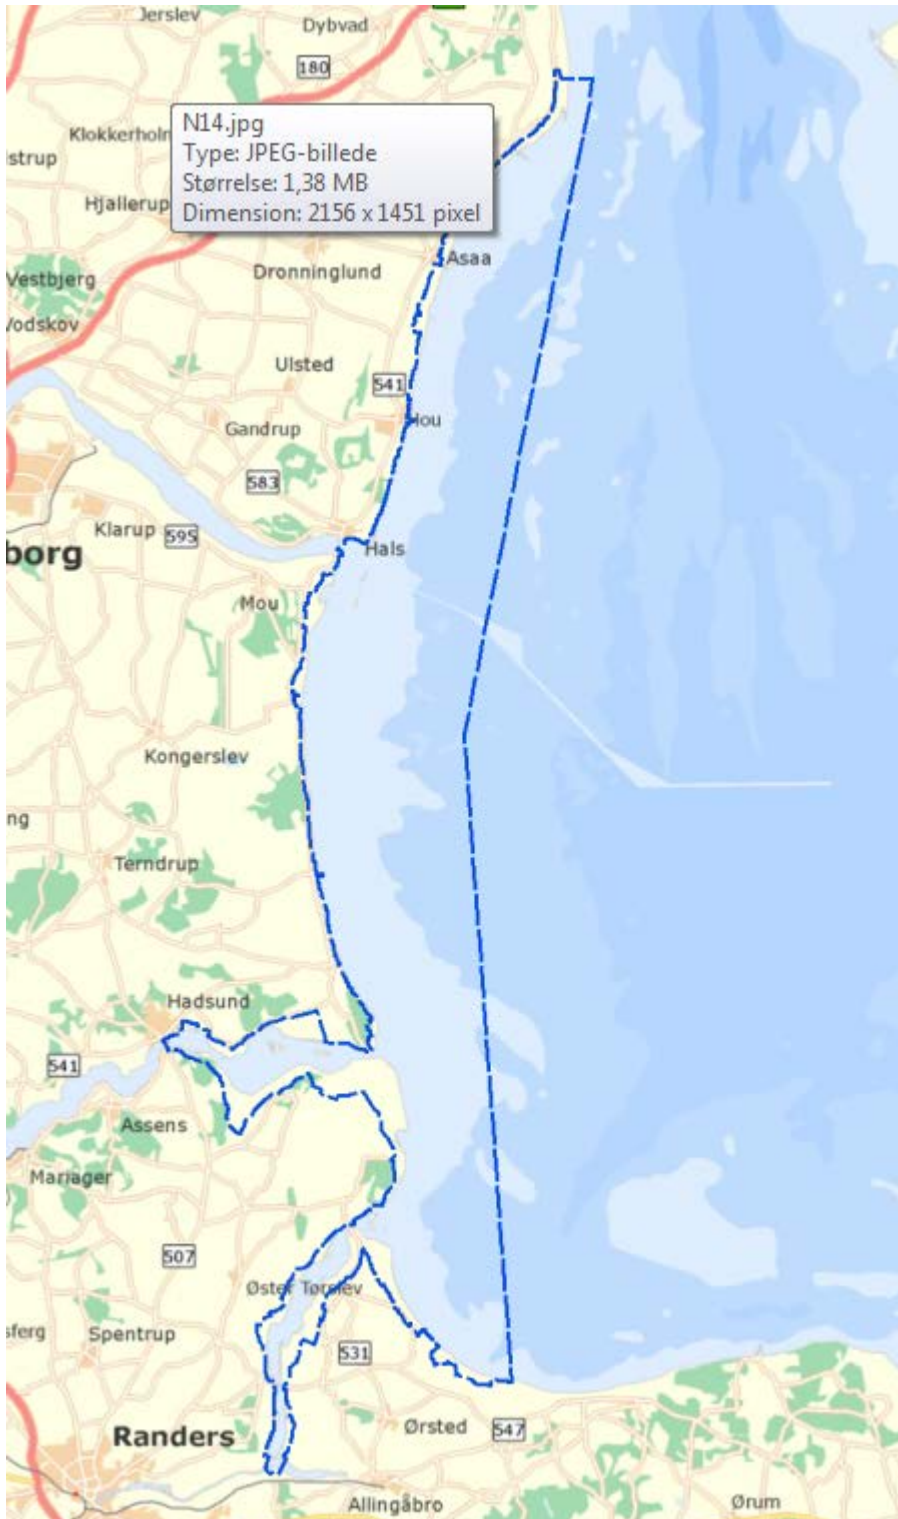 Jerslev
Dybvad
180
N14.jpg
Type: JPEG-billede
Størrelse: 1,38 MB
Dimension: 2156 x 1451 pixel
Klokkerholm
strup
Hjallerup
Asaa
Dronninglund
Vestbjerg
Vodskov
Ulsted
541
Hou
Gandrup
583
Klarup
595
Hals
borg
Mou
Kongerslev
ng
Terndrup
Hadsund
541
Assens
Mariager
507
Øster Tørslev
sferg
Spentrup
531
Randers
Ørsted
547
Allingåbro
Ørum